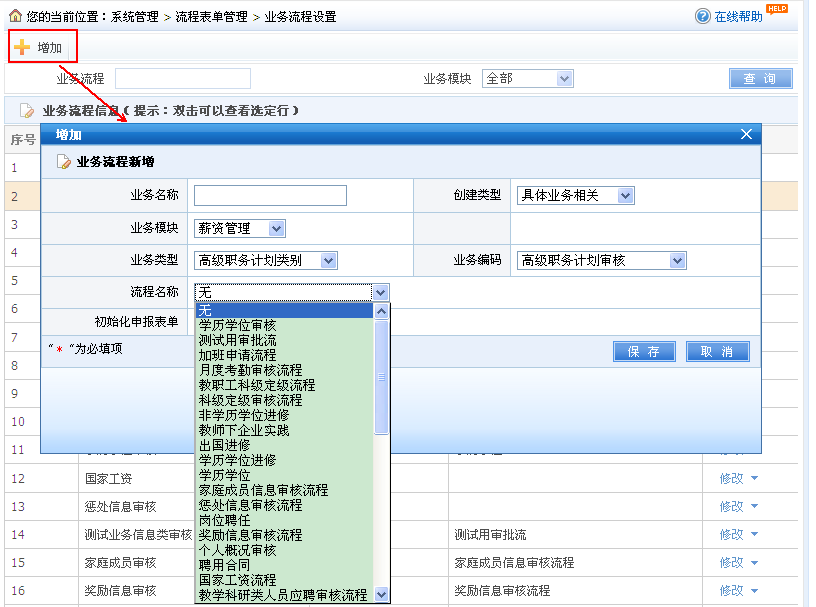 您的当前位置：系统管理 > 流程表单管理 > 业务流程设置
在线帮助 HELP
增加
业务流程 业务模块 全部 查 询
业务流程信息（提示：双击可以查看选定行）
序号
增加
业务流程新增
业务名称 创建类型 具体业务相关
业务模块 薪资管理
业务类型 高级职务计划类别 业务编码 高级职务计划审核
流程名称 无
初始化申报表单
“*”为必填项 保 存 取 消
无
学历学位审核
测试用审批流
加班申请流程
月度考勤审核流程
教职工科级定级流程
科级定级审核流程
非学历学位进修
教师下企业实践
出国进修
学历学位进修
学历学位
家庭成员信息审核流程
惩处信息审核流程
岗位聘任
奖励信息审核流程
个人概况审核
聘用合同
国家工资流程
教学科研类人员应聘审核流程
1
2
3
4
5
6
7
8
9
10
11
12 国家工资 修改
13 惩处信息审核 修改
14 测试业务信息类审核 测试用审批流 修改
15 家庭成员审核 家庭成员信息审核流程 修改
16 奖励信息审核 奖励信息审核流程 修改